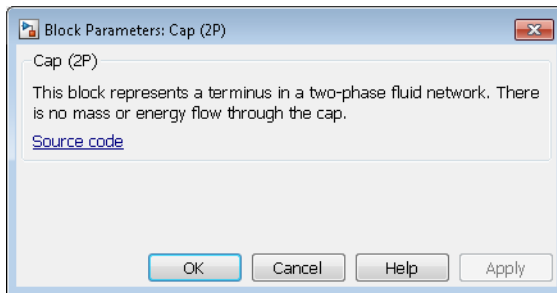 Block Parameters: Cap (2P)
Cap (2P)
This block represents a terminus in a two-phase fluid network. There
is no mass or energy flow through the cap.
Source code
OK Cancel Help Apply